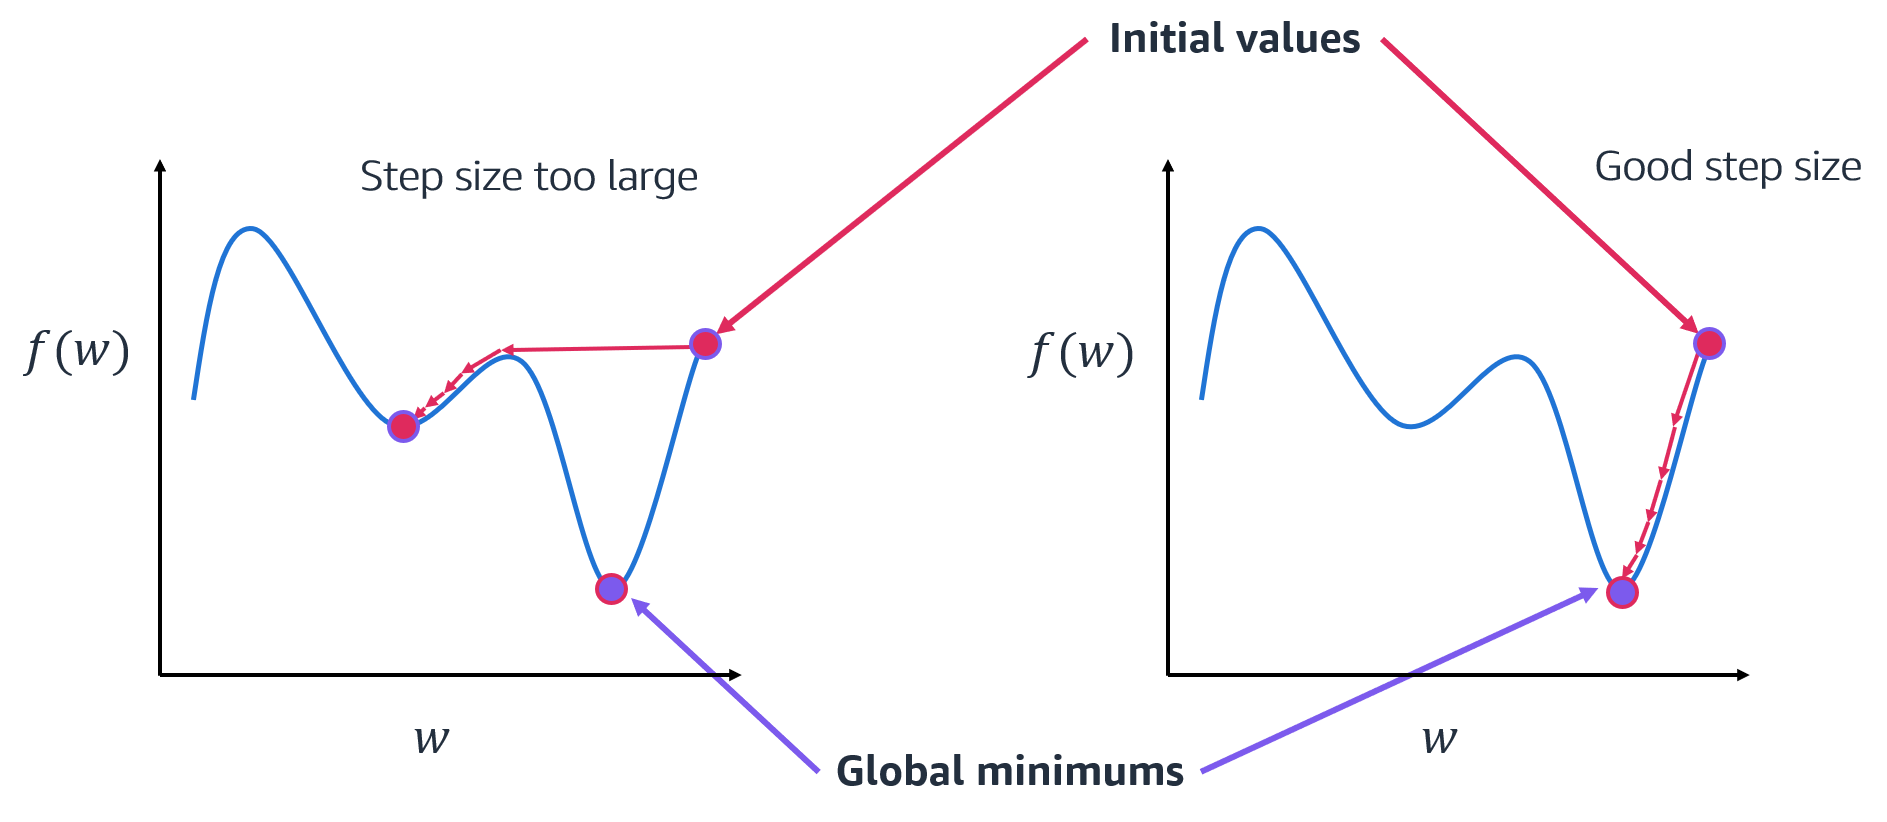 Initial values
Step size too large
Good step size
f(w)
f(w)
w
w
Global minimums